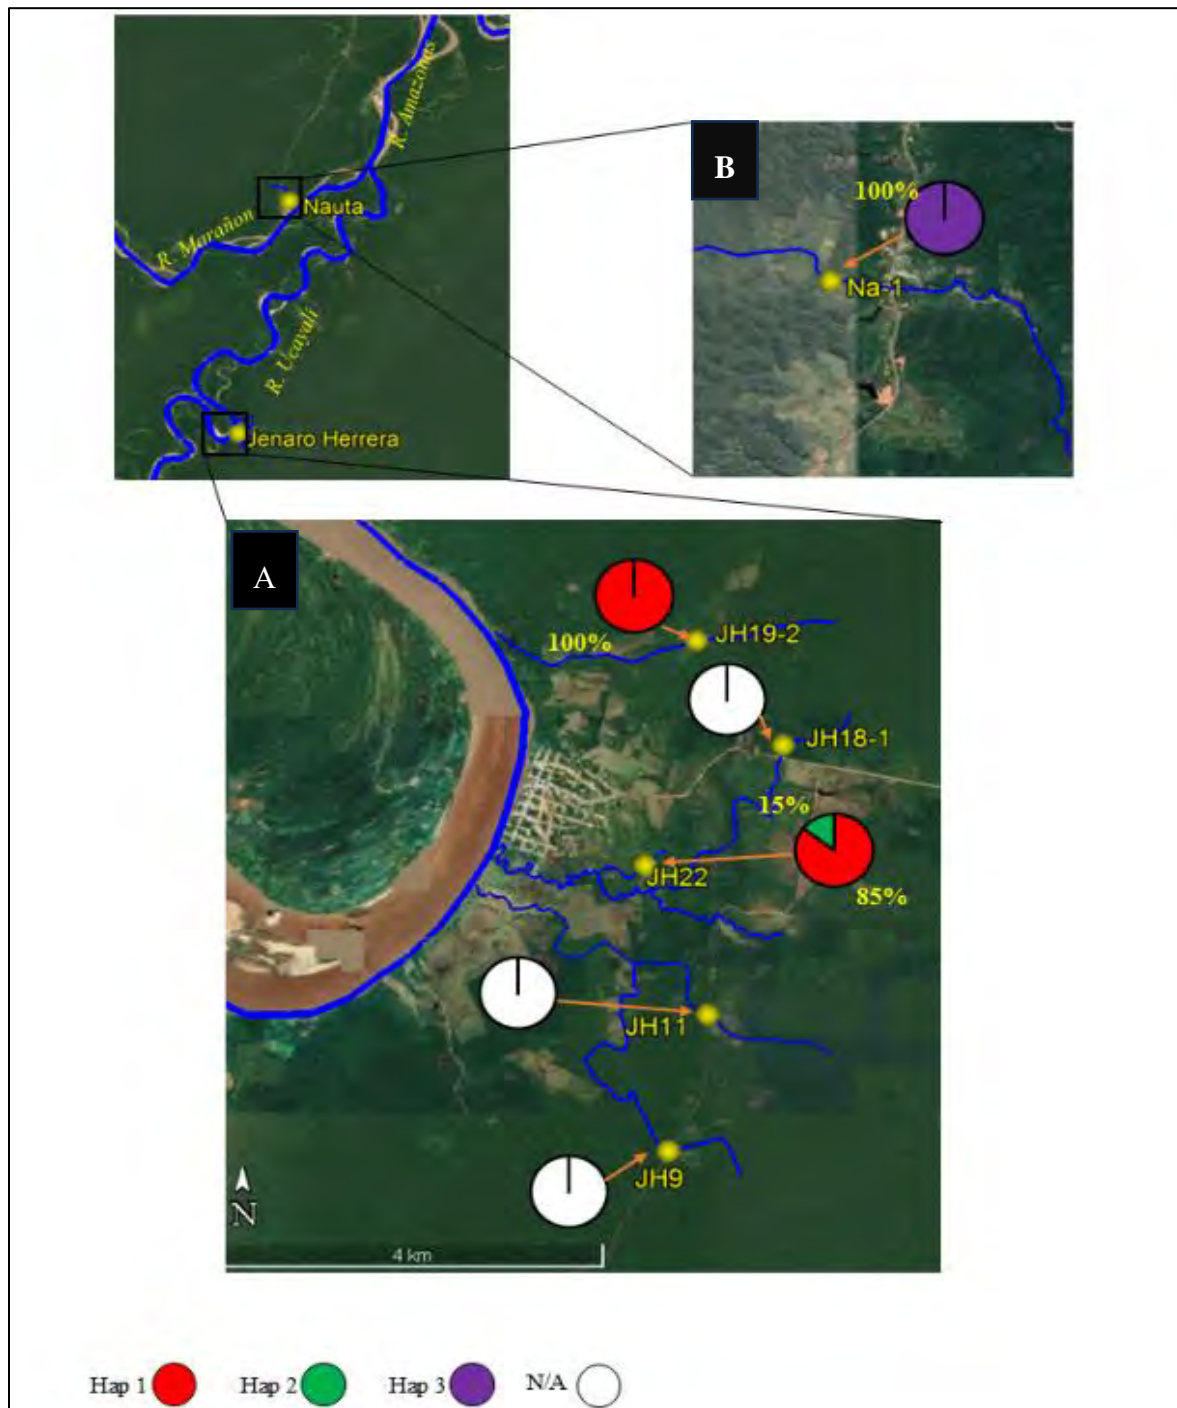 R. Amazonas
Nauta
R. Marañon
R. Ucayali
Jenaro Herrera
B
100%
Na-1
A
JH19-2
100%
JH18-1
15%
JH22
85%
JH11
JH9
N
4 km
Hap 1
Hap 2
Hap 3
N/A